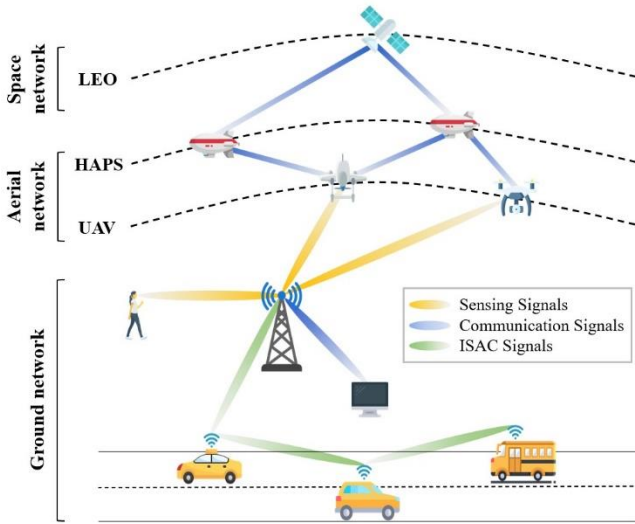 Space
network
LEO
Aerial
network
HAPS
UAV
Ground network
Sensing Signals
Communication Signals
ISAC Signals